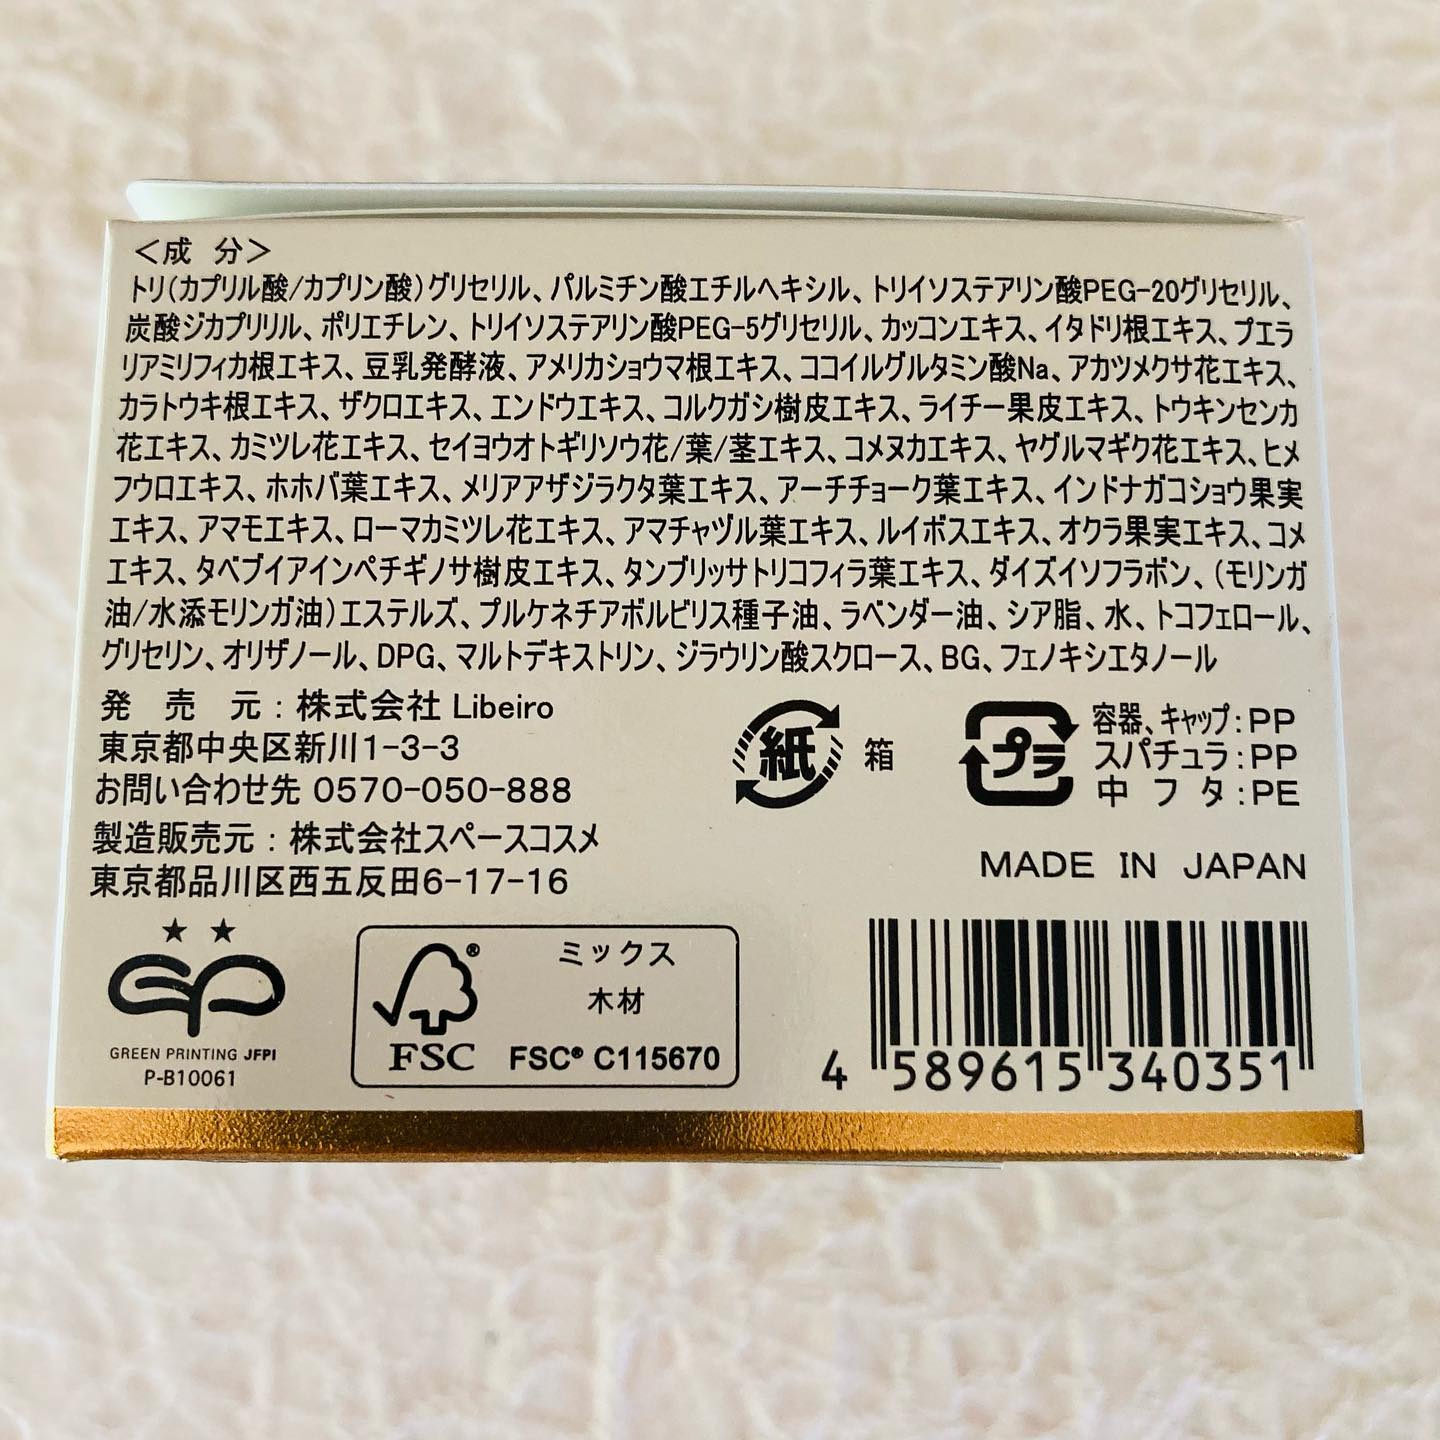 ＜成 分＞
トリ(カプリル酸/カプリン酸)グリセリル、パルミチン酸エチルヘキシル、トリイソステアリン酸PEG-20グリセリル、
炭酸ジカプリリル、ポリエチレン、トリイソステアリン酸PEG-5グリセリル、カッコンエキス、イタドリ根エキス、プエラ
リアミリフィカ根エキス、豆乳発酵液、アメリカショウマ根エキス、ココイルグルタミン酸Na、アカツメクサ花エキス、
カラトウキ根エキス、ザクロエキス、エンドウエキス、コルクガシ樹皮エキス、ライチー果皮エキス、トウキンセンカ
花エキス、カミツレ花エキス、セイヨウオトギリソウ花/葉/茎エキス、コメヌカエキス、ヤグルマギク花エキス、ヒメ
フウロエキス、ホホバ葉エキス、メリアアザジラクタ葉エキス、アーチチョーク葉エキス、インドナガコショウ果実
エキス、アマモエキス、ローマカミツレ花エキス、アマチャヅル葉エキス、ルイボスエキス、オクラ果実エキス、コメ
エキス、タベブイアインペチギノサ樹皮エキス、タンブリッサトリコフィラ葉エキス、ダイズイソフラボン、(モリンガ
油/水添モリンガ油)エステルズ、プルケネチアボルビリス種子油、ラベンダー油、シア脂、水、トコフェロール、
グリセリン、オリザノール、DPG、マルトデキストリン、ジラウリン酸スクロース、BG、フェノキシエタノール
発 売 元：株式会社 Libeiro
東京都中央区新川1-3-3
お問い合わせ先 0570-050-888
製造販売元：株式会社スペースコスメ
東京都品川区西五反田6-17-16
紙 箱
プラ
容器、キャップ：PP
スパチュラ：PP
中 フ タ：PE
MADE IN JAPAN
★ ★
GP
GREEN PRINTING JFPI
P-B10061
®
FSC
ミックス
木材
FSC® C115670
4 589615 340351